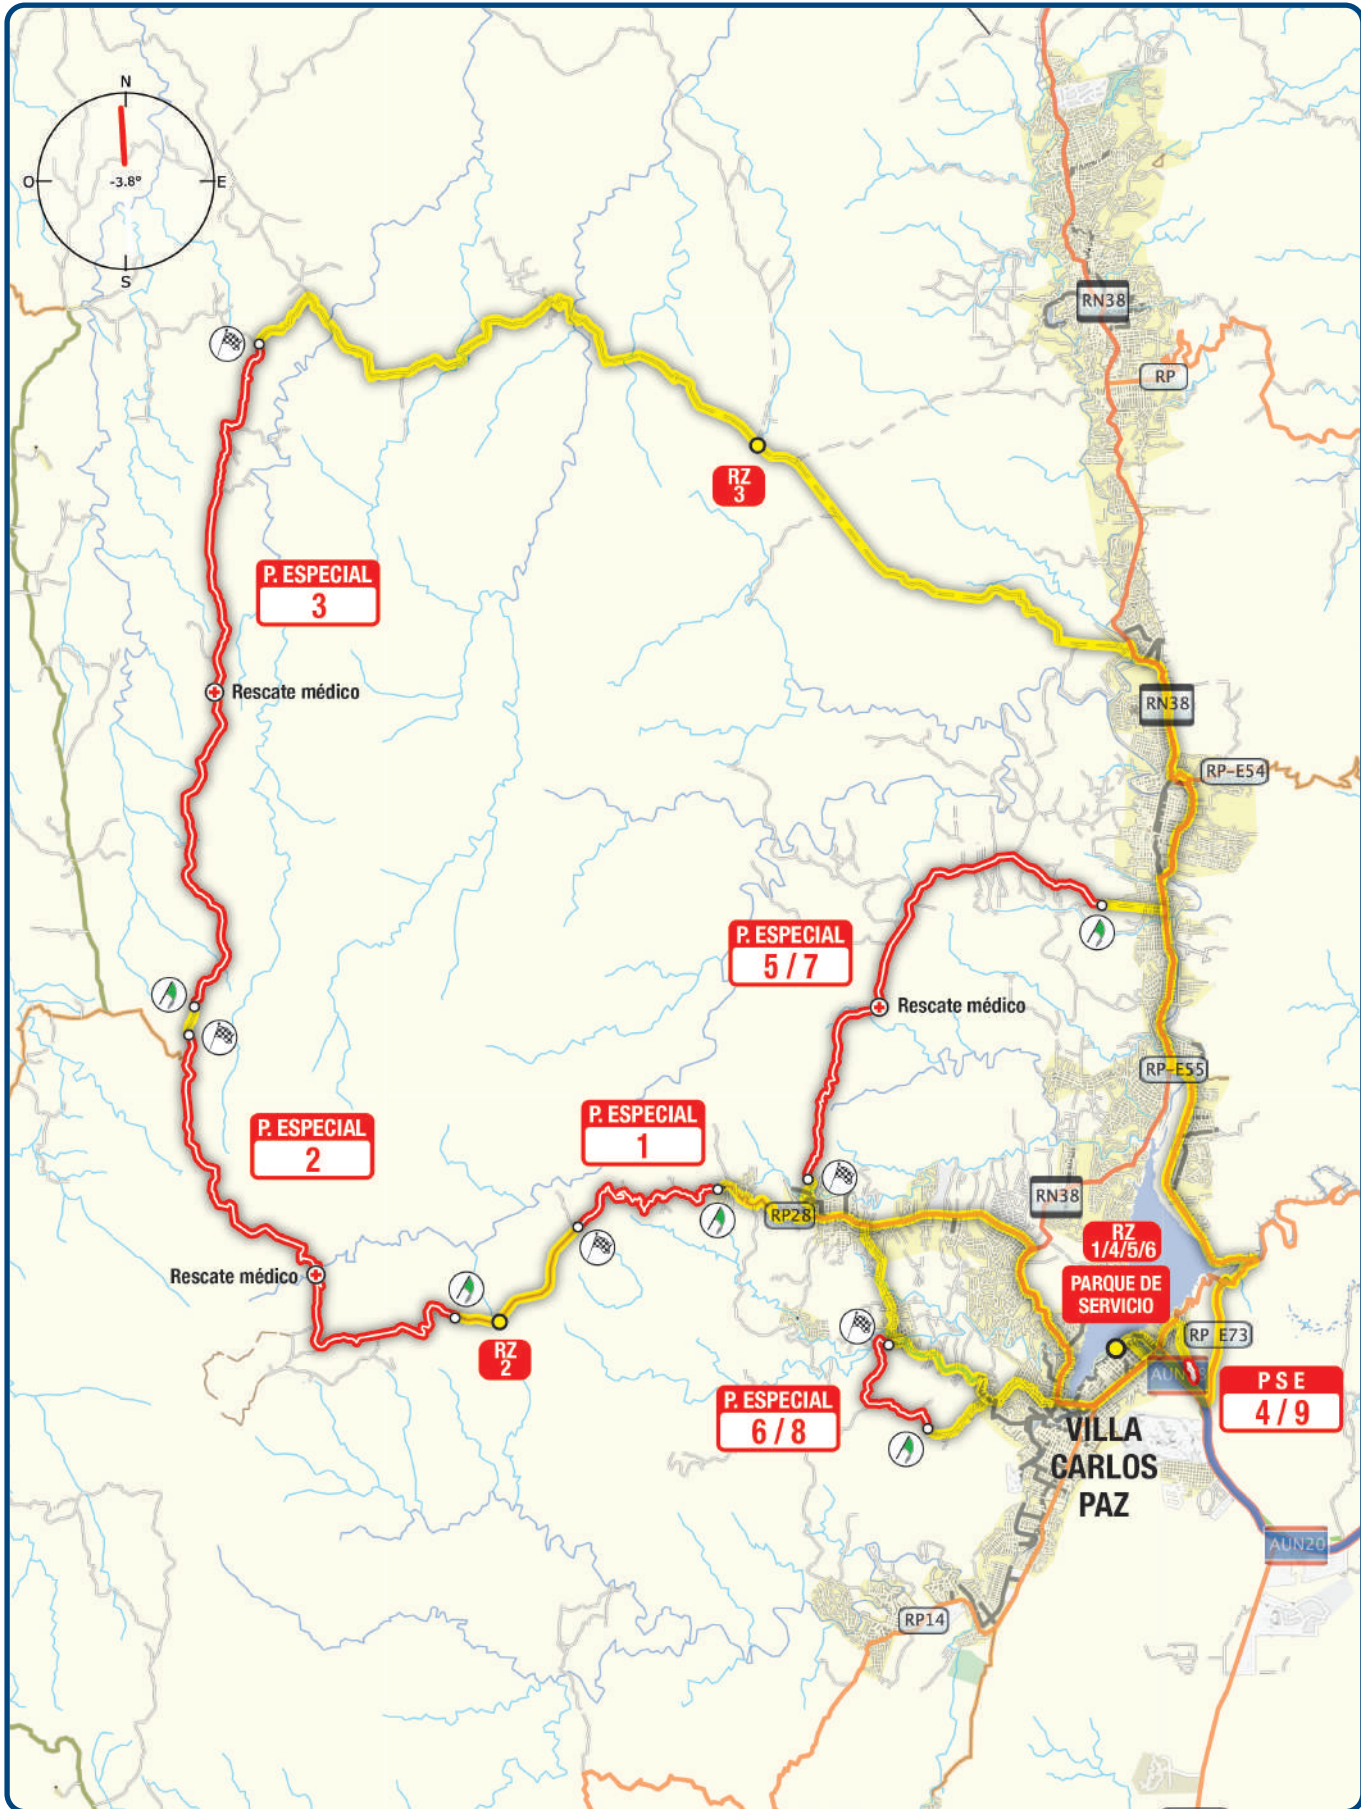 N
O
-3.8°
E
S
RN38
RP
RZ
3
P. ESPECIAL
3
Rescate médico
RN38
RP-E54
P. ESPECIAL
5 / 7
Rescate médico
RP-E55
P. ESPECIAL
1
P. ESPECIAL
2
RN38
RP28
RZ
1/4/5/6
Rescate médico
PARQUE DE
SERVICIO
RZ
2
RP E73
P S E
4 / 9
P. ESPECIAL
6 / 8
VILLA
CARLOS
PAZ
AUN20
RP14